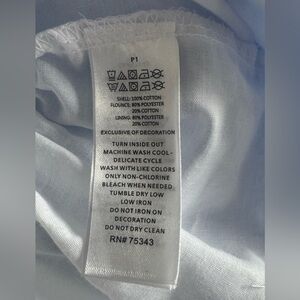 P1
SHELL: 100% COTTON
FLOUNCE: 80% POLYESTER
20% COTTON
LINING: 80% POLYESTER
20% COTTON
EXCLUSIVE OF DECORATION
TURN INSIDE OUT
MACHINE WASH COOL -
DELICATE CYCLE
WASH WITH LIKE COLORS
ONLY NON-CHLORINE
BLEACH WHEN NEEDED
TUMBLE DRY LOW
LOW IRON
DO NOT IRON ON
DECORATION
DO NOT DRY CLEAN
RN# 75343